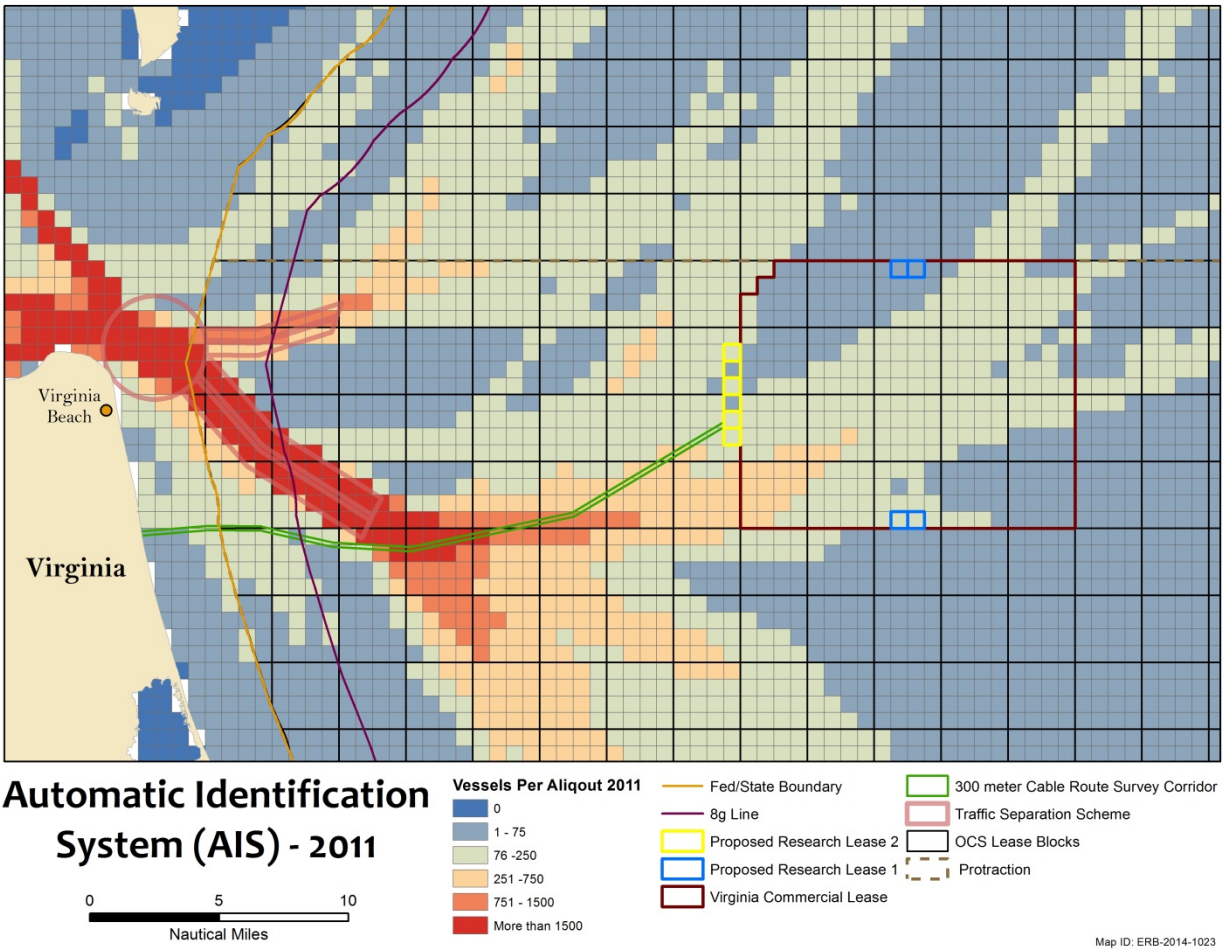 Virginia
Beach
Virginia
Automatic Identification
System (AIS) - 2011
0 5 10
Nautical Miles
Vessels Per Aliqout 2011
0
1 - 75
76 -250
251 -750
751 - 1500
More than 1500
Fed/State Boundary
8g Line
Proposed Research Lease 2
Proposed Research Lease 1
Virginia Commercial Lease
300 meter Cable Route Survey Corridor
Traffic Separation Scheme
OCS Lease Blocks
Protraction
Map ID: ERB-2014-1023